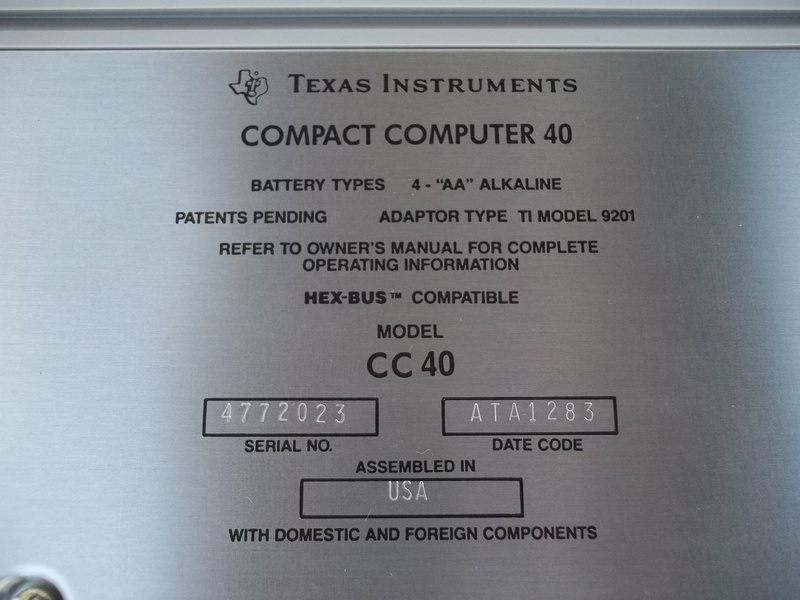 TEXAS INSTRUMENTS
COMPACT COMPUTER 40
BATTERY TYPES 4 - "AA" ALKALINE
PATENTS PENDING ADAPTOR TYPE TI MODEL 9201
REFER TO OWNER'S MANUAL FOR COMPLETE
OPERATING INFORMATION
HEX-BUS™ COMPATIBLE
MODEL
CC 40
4772023 ATA1283
SERIAL NO. DATE CODE
ASSEMBLED IN
USA
WITH DOMESTIC AND FOREIGN COMPONENTS